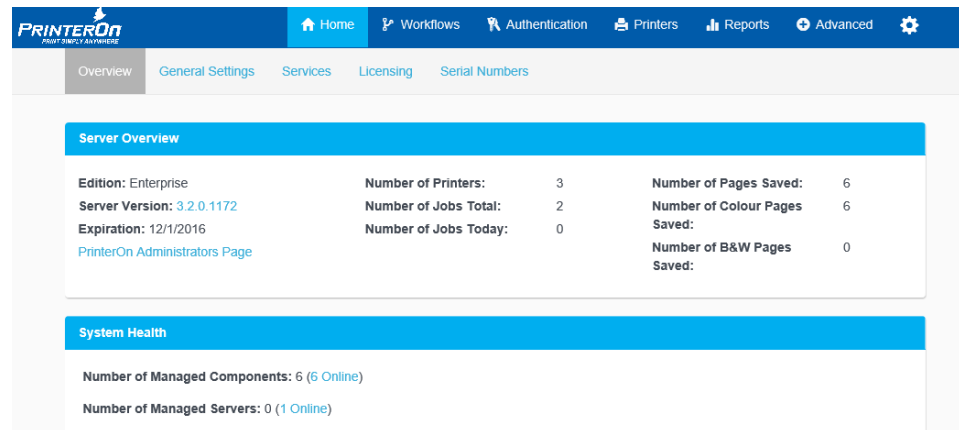 PRINTERON
PRINT SIMPLY ANYWHERE
Home Workflows Authentication Printers Reports Advanced
Overview General Settings Services Licensing Serial Numbers
Server Overview
Edition: Enterprise
Server Version: 3.2.0.1172
Expiration: 12/1/2016
PrinterOn Administrators Page
Number of Printers: 3
Number of Jobs Total: 2
Number of Jobs Today: 0
Number of Pages Saved: 6
Number of Colour Pages 6
Saved:
Number of B&W Pages 0
Saved:
System Health
Number of Managed Components: 6 (6 Online)
Number of Managed Servers: 0 (1 Online)